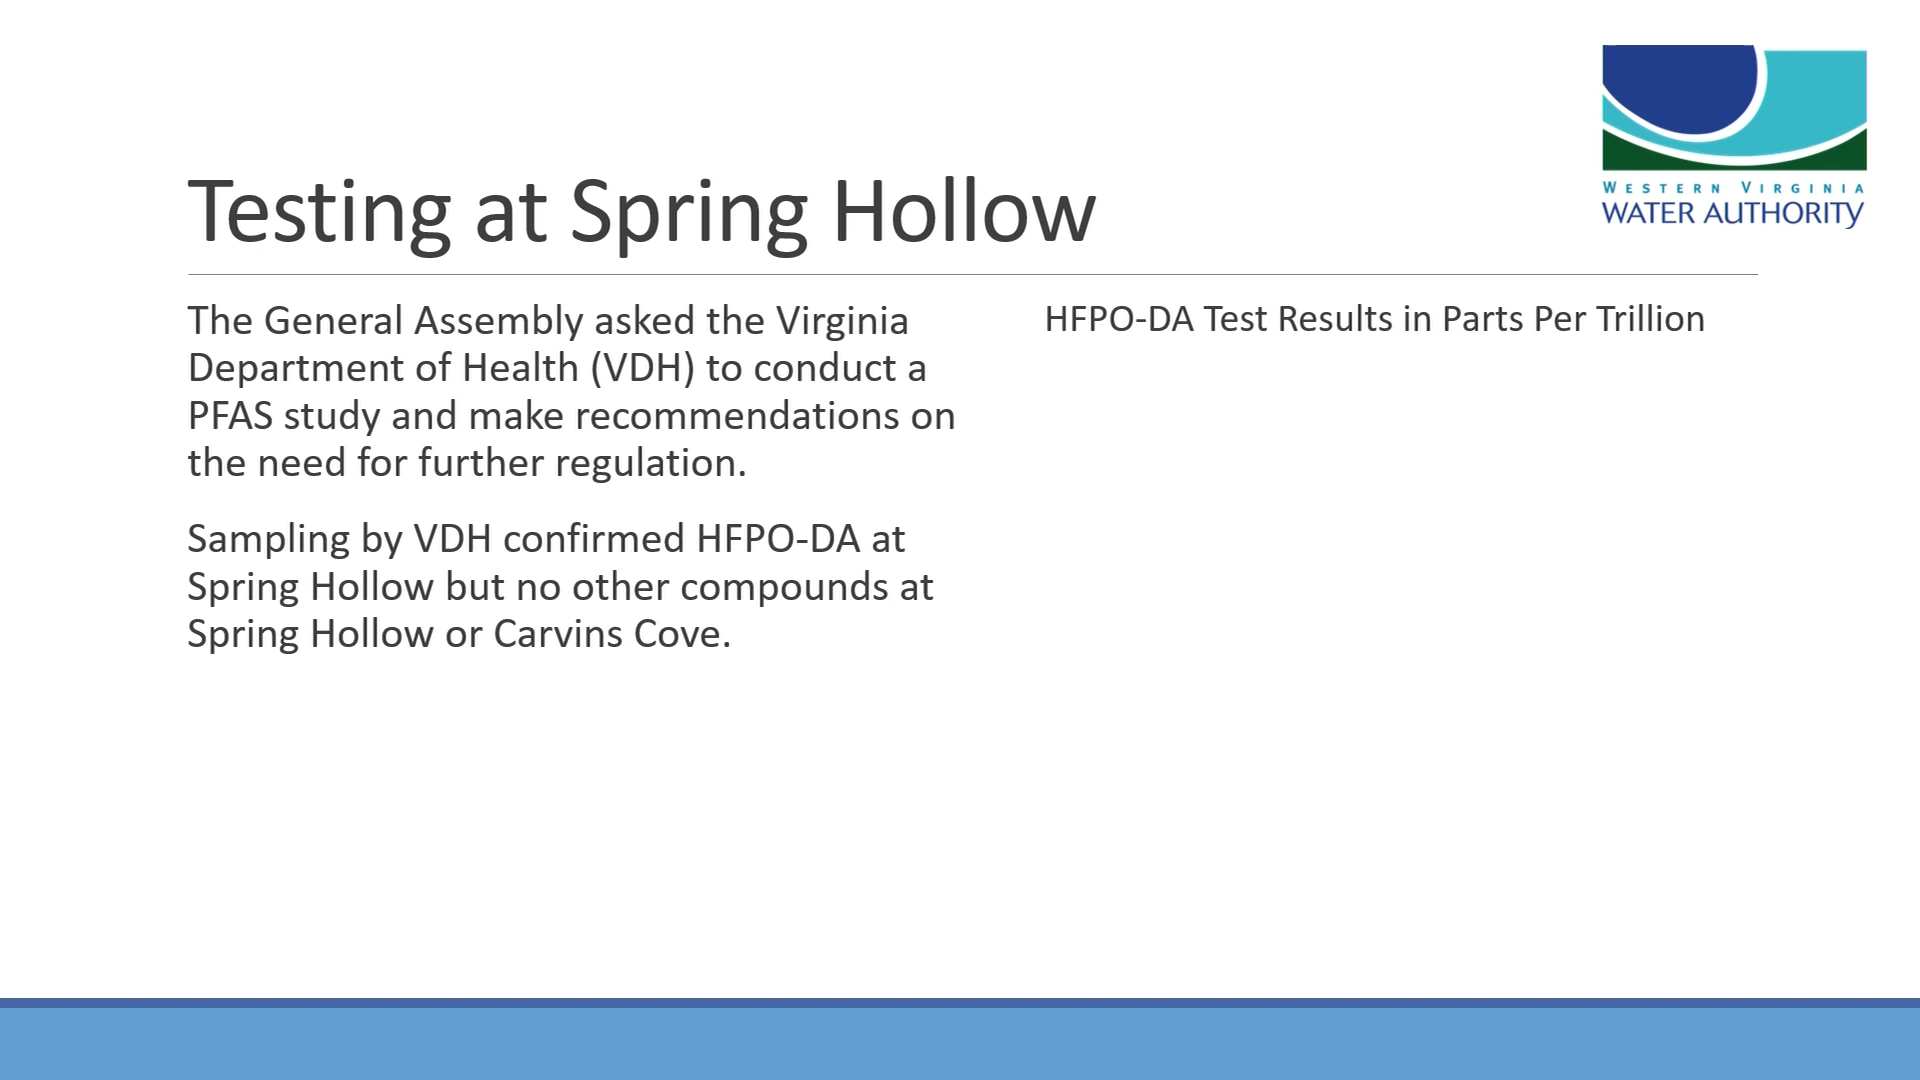 WESTERN VIRGINIA
WATER AUTHORITY
Testing at Spring Hollow
The General Assembly asked the Virginia
Department of Health (VDH) to conduct a
PFAS study and make recommendations on
the need for further regulation.
Sampling by VDH confirmed HFPO-DA at
Spring Hollow but no other compounds at
Spring Hollow or Carvins Cove.
HFPO-DA Test Results in Parts Per Trillion